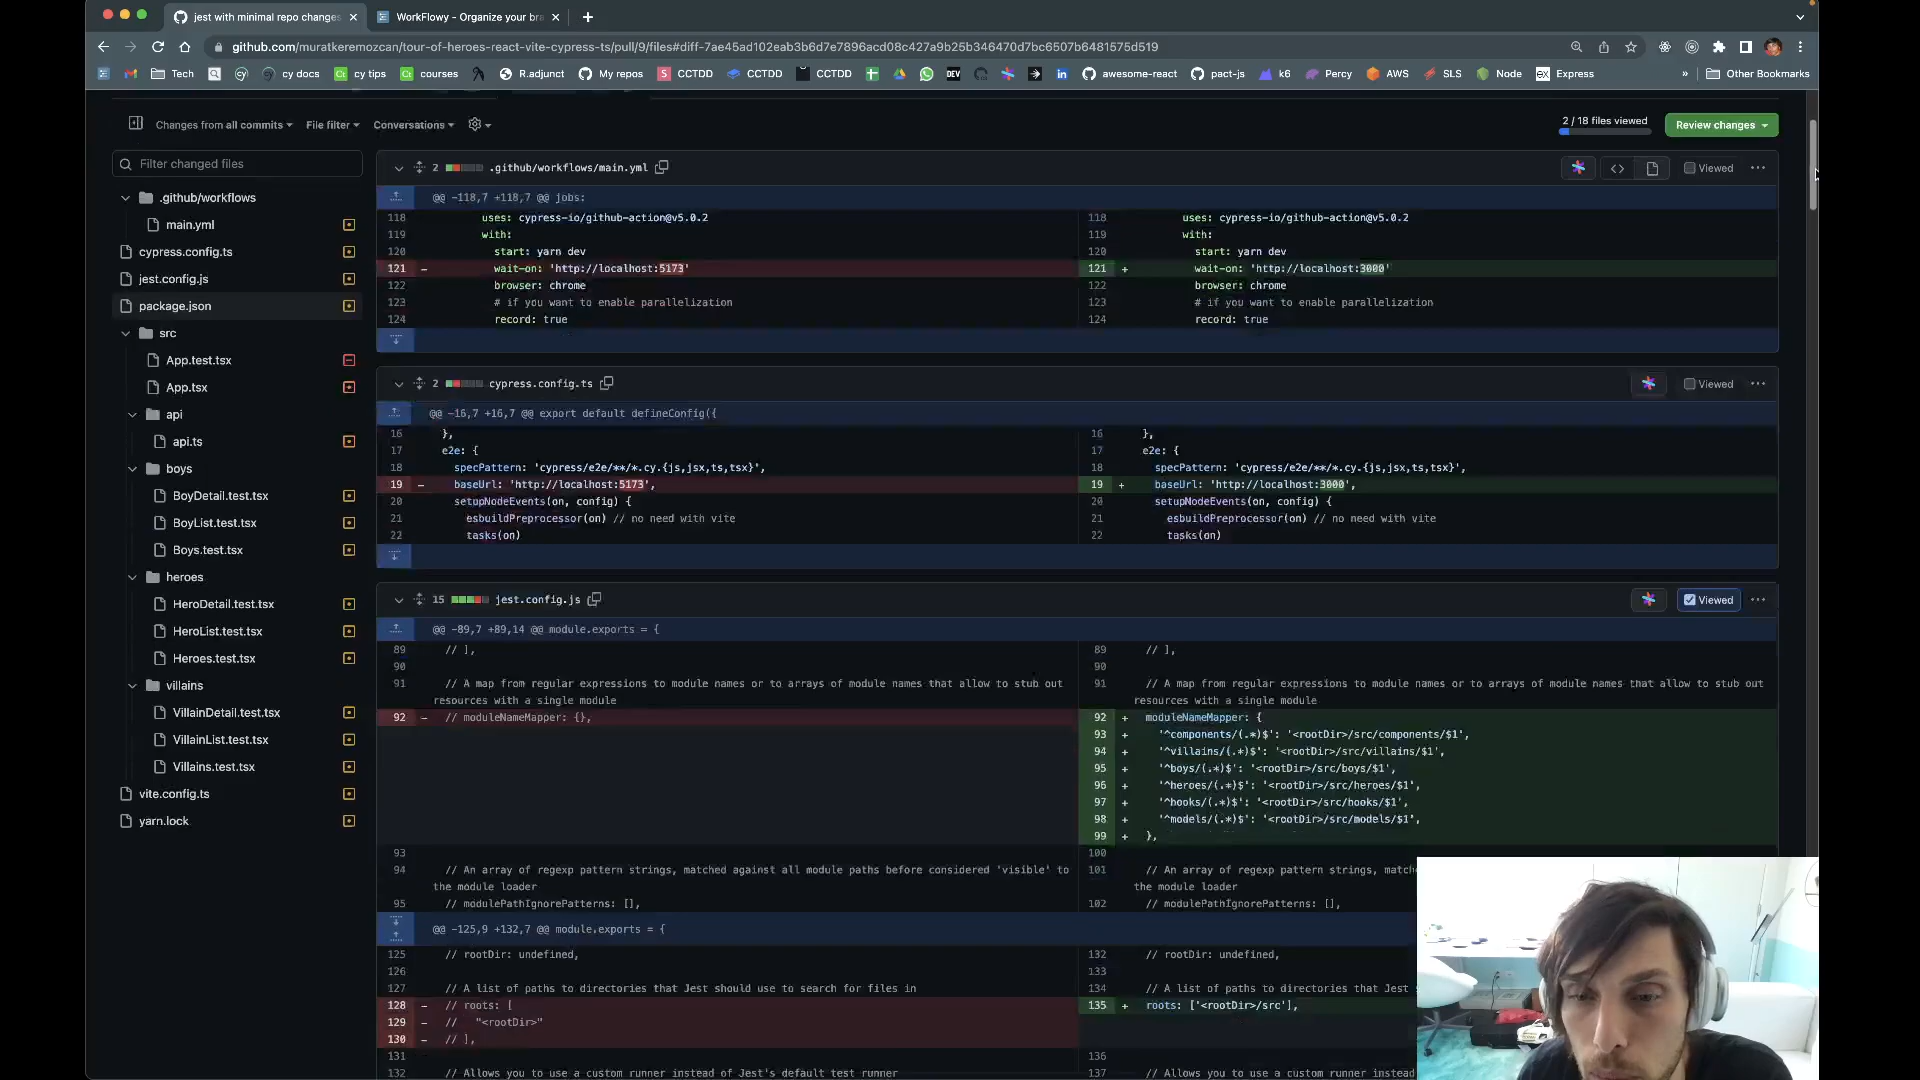 jest with minimal repo changes
WorkFlowy - Organize your bra
github.com/muratkeremozcan/tour-of-heroes-react-vite-cypress-ts/pull/9/files#diff-7ae45ad102eab3b6d7e7896acd08c427a9b25b346470d7bc6507b6481575d519
Tech cy docs cy tips courses R.adjunct My repos CCTDD CCTDD CCTDD awesome-react pact-js k6 Percy AWS SLS Node Express » Other Bookmarks
Changes from all commits File filter Conversations
2 / 18 files viewed
Review changes
Filter changed files
.github/workflows
main.yml
cypress.config.ts
jest.config.js
package.json
src
App.test.tsx
App.tsx
api
api.ts
boys
BoyDetail.test.tsx
BoyList.test.tsx
Boys.test.tsx
heroes
HeroDetail.test.tsx
HeroList.test.tsx
Heroes.test.tsx
villains
VillainDetail.test.tsx
VillainList.test.tsx
Villains.test.tsx
vite.config.ts
yarn.lock
2 .github/workflows/main.yml Viewed
@@ -118,7 +118,7 @@ jobs:
118 uses: cypress-io/github-action@v5.0.2 118 uses: cypress-io/github-action@v5.0.2
119 with: 119 with:
120 start: yarn dev 120 start: yarn dev
121 - wait-on: 'http://localhost:5173' 121 + wait-on: 'http://localhost:3000'
122 browser: chrome 122 browser: chrome
123 # if you want to enable parallelization 123 # if you want to enable parallelization
124 record: true 124 record: true
2 cypress.config.ts Viewed
@@ -16,7 +16,7 @@ export default defineConfig({
16 }, 16 },
17 e2e: { 17 e2e: {
18 specPattern: 'cypress/e2e/**/*.cy.{js,jsx,ts,tsx}', 18 specPattern: 'cypress/e2e/**/*.cy.{js,jsx,ts,tsx}',
19 - baseUrl: 'http://localhost:5173', 19 + baseUrl: 'http://localhost:3000',
20 setupNodeEvents(on, config) { 20 setupNodeEvents(on, config) {
21 esbuildPreprocessor(on) // no need with vite 21 esbuildPreprocessor(on) // no need with vite
22 tasks(on) 22 tasks(on)
15 jest.config.js Viewed
@@ -89,7 +89,14 @@ module.exports = {
89 // ], 89 // ],
90 90
91 // A map from regular expressions to module names or to arrays of module names that allow to stub out 91 // A map from regular expressions to module names or to arrays of module names that allow to stub out
resources with a single module resources with a single module
92 - // moduleNameMapper: {}, 92 + moduleNameMapper: {
93 + '^components/(.*)$': '<rootDir>/src/components/$1',
94 + '^villains/(.*)$': '<rootDir>/src/villains/$1',
95 + '^boys/(.*)$': '<rootDir>/src/boys/$1',
96 + '^heroes/(.*)$': '<rootDir>/src/heroes/$1',
97 + '^hooks/(.*)$': '<rootDir>/src/hooks/$1',
98 + '^models/(.*)$': '<rootDir>/src/models/$1',
99 + },
93 100
94 // An array of regexp pattern strings, matched against all module paths before considered 'visible' to 101 // An array of regexp pattern strings, matche
the module loader the module loader
95 // modulePathIgnorePatterns: [], 102 // modulePathIgnorePatterns: [],
@@ -125,9 +132,7 @@ module.exports = {
125 // rootDir: undefined, 132 // rootDir: undefined,
126 133
127 // A list of paths to directories that Jest should use to search for files in 134 // A list of paths to directories that Jest s
128 - // roots: [ 135 + roots: ['<rootDir>/src'],
129 - // "<rootDir>"
130 - // ],
131 136
132 // Allows you to use a custom runner instead of Jest's default test runner 137 // Allows you to use a custom runner instead